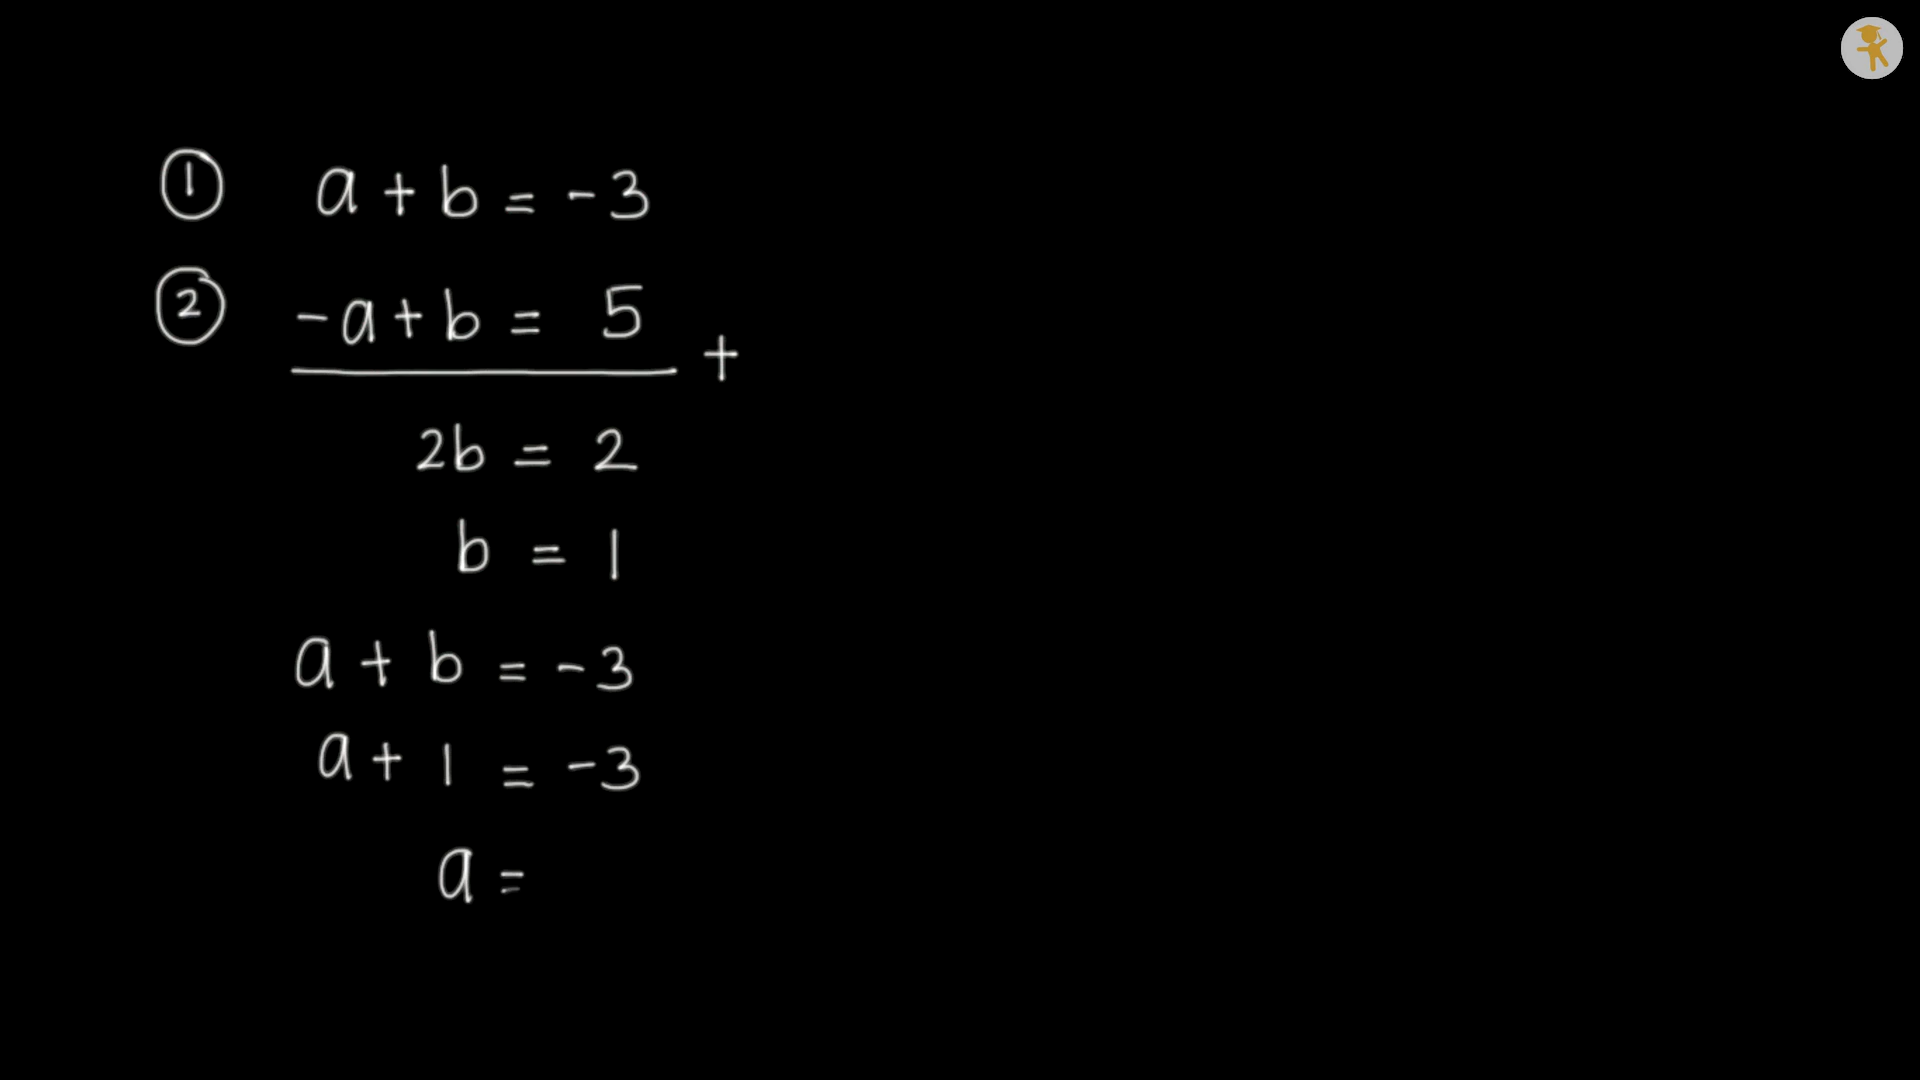 ① a + b = -3
② -a + b = 5
+
2b = 2
b = 1
a + b = -3
a + 1 = -3
a =